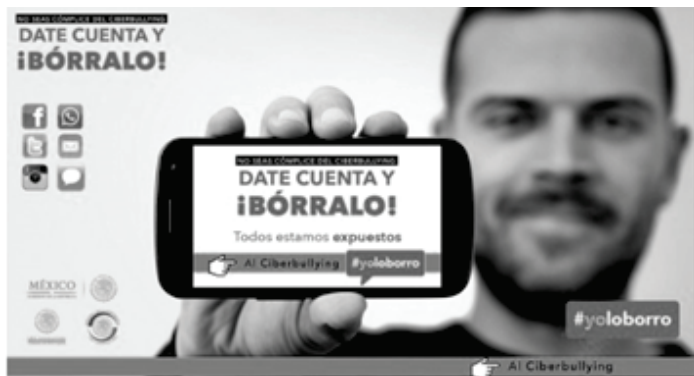 NO SEAS CÓMPLICE DEL CIBERBULLYING
DATE CUENTA Y
¡BÓRRALO!
NO SEAS CÓMPLICE DEL CIBERBULLYING
DATE CUENTA Y
¡BÓRRALO!
Todos estamos expuestos
Al Ciberbullying #yoloborro
MÉXICO
#yoloborro
Al Ciberbullying